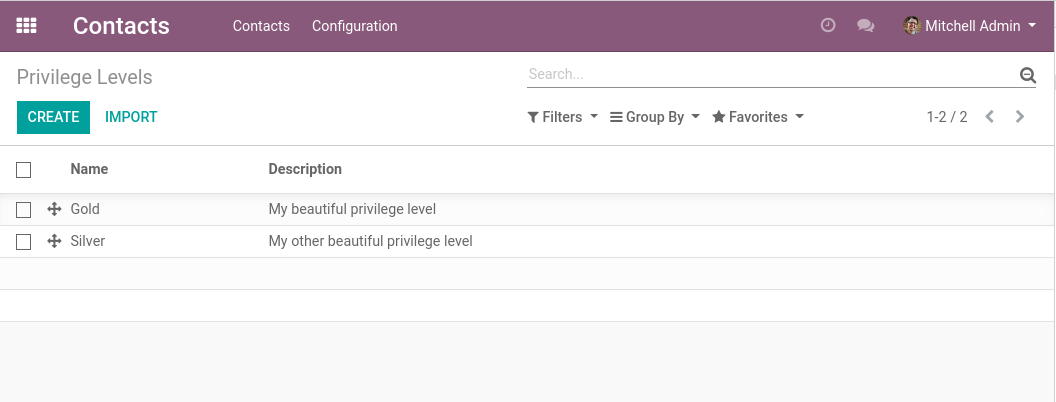 Contacts Contacts Configuration Mitchell Admin
Privilege Levels Search...
CREATE IMPORT Filters Group By Favorites 1-2 / 2
Name Description
Gold My beautiful privilege level
Silver My other beautiful privilege level